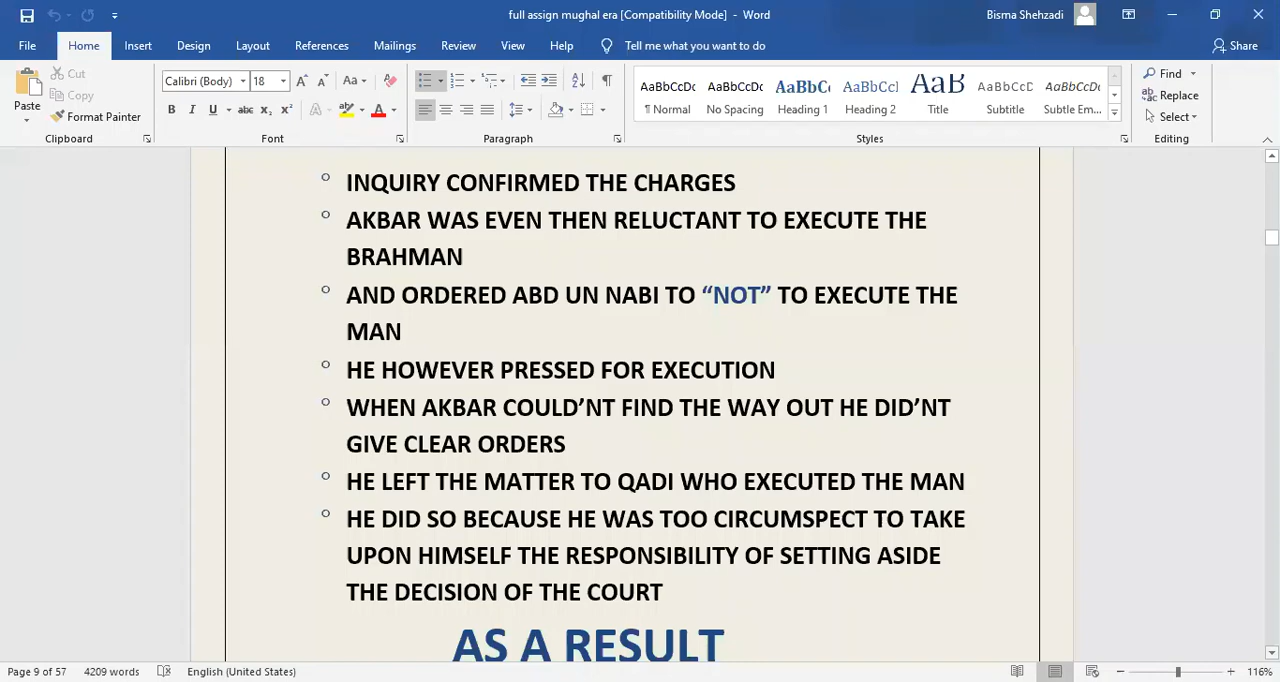 full assign mughal era [Compatibility Mode] - Word
Bisma Shehzadi
File Home Insert Design Layout References Mailings Review View Help Tell me what you want to do Share
Paste Cut Copy Format Painter
Calibri (Body) 18
AaBbCcDc ¶ Normal
AaBbCcDc No Spacing
AaBbCc Heading 1
AaBbCcI Heading 2
AaB Title
AaBbCcDc Subtitle
AaBbCcDc Subtle Em...
Find Replace Select
Clipboard Font Paragraph Styles Editing
INQUIRY CONFIRMED THE CHARGES
AKBAR WAS EVEN THEN RELUCTANT TO EXECUTE THE
BRAHMAN
AND ORDERED ABD UN NABI TO “NOT” TO EXECUTE THE
MAN
HE HOWEVER PRESSED FOR EXECUTION
WHEN AKBAR COULD’NT FIND THE WAY OUT HE DID’NT
GIVE CLEAR ORDERS
HE LEFT THE MATTER TO QADI WHO EXECUTED THE MAN
HE DID SO BECAUSE HE WAS TOO CIRCUMSPECT TO TAKE
UPON HIMSELF THE RESPONSIBILITY OF SETTING ASIDE
THE DECISION OF THE COURT
AS A RESULT
Page 9 of 57 4209 words English (United States) 116%